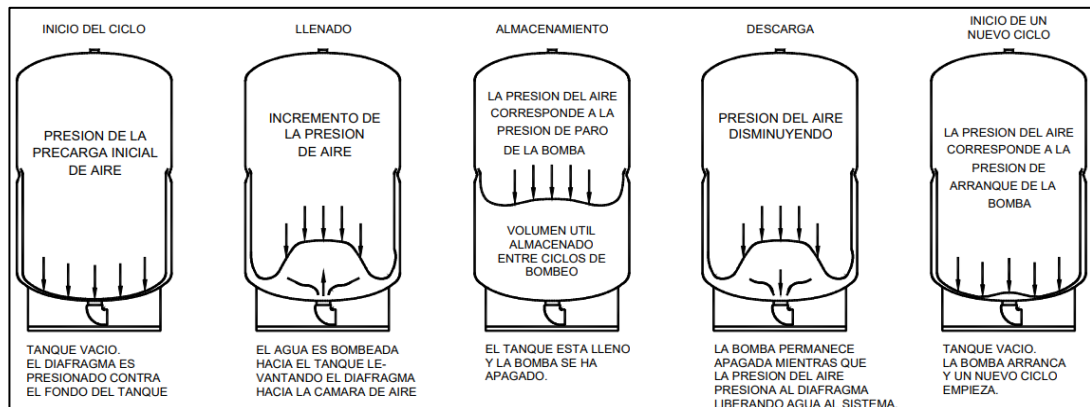 INICIO DEL CICLO
PRESION DE LA
PRECARGA INICIAL
DE AIRE
TANQUE VACIO.
EL DIAFRAGMA ES
PRESIONADO CONTRA
EL FONDO DEL TANQUE
LLENADO
INCREMENTO DE
LA PRESION
DE AIRE
EL AGUA ES BOMBEADA
HACIA EL TANQUE LE-
VANTANDO EL DIAFRAGMA
HACIA LA CAMARA DE AIRE
ALMACENAMIENTO
LA PRESION DEL AIRE
CORRESPONDE A LA
PRESION DE PARO
DE LA BOMBA
VOLUMEN UTIL
ALMACENADO
ENTRE CICLOS DE
BOMBEO
EL TANQUE ESTA LLENO
Y LA BOMBA SE HA
APAGADO.
DESCARGA
PRESION DEL AIRE
DISMINUYENDO
LA BOMBA PERMANECE
APAGADA MIENTRAS QUE
LA PRESION DEL AIRE
PRESIONA AL DIAFRAGMA
LIBERANDO AGUA AL SISTEMA.
INICIO DE UN
NUEVO CICLO
LA PRESION DEL AIRE
CORRESPONDE A LA
PRESION DE
ARRANQUE DE LA
BOMBA
TANQUE VACIO.
LA BOMBA ARRANCA
Y UN NUEVO CICLO
EMPIEZA.